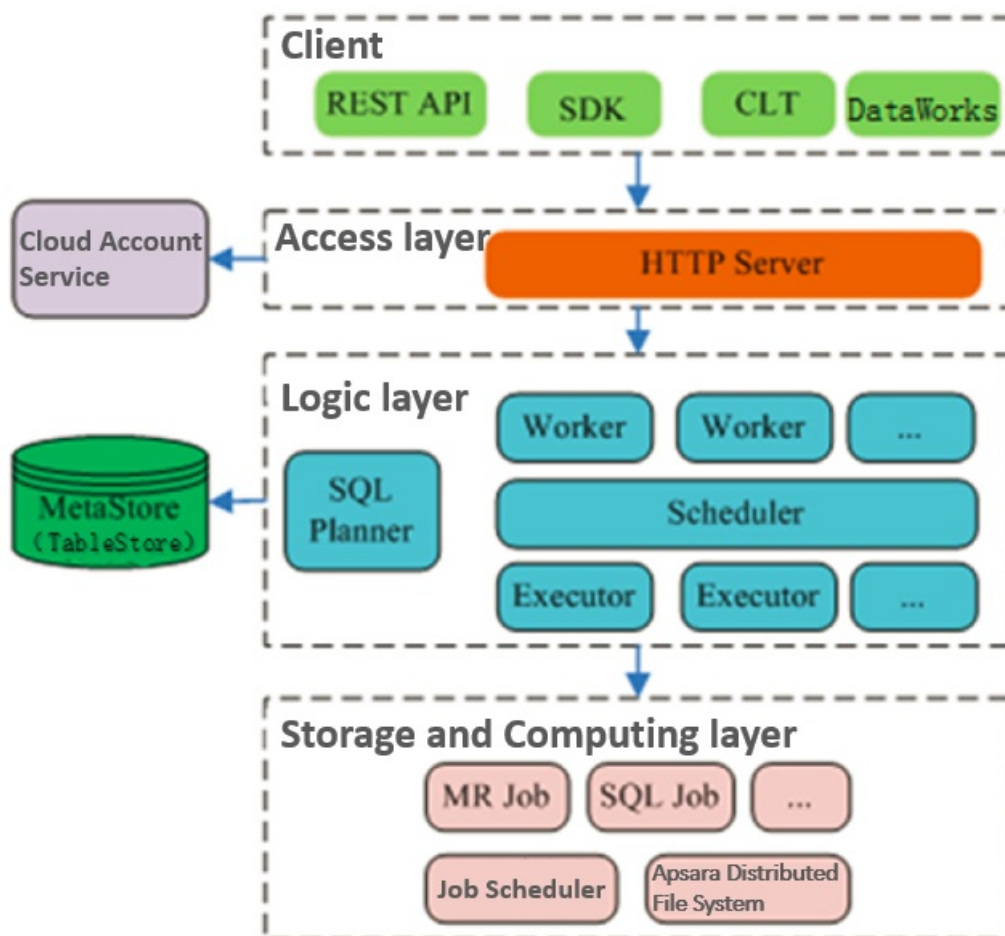 Client
REST API
SDK
CLT
DataWorks
Cloud Account
Service
Access layer
HTTP Server
Logic layer
Worker
Worker
...
MetaStore
(TableStore)
SQL
Planner
Scheduler
Executor
Executor
...
Storage and Computing layer
MR Job
SQL Job
...
Job Scheduler
Apsara Distributed
File System